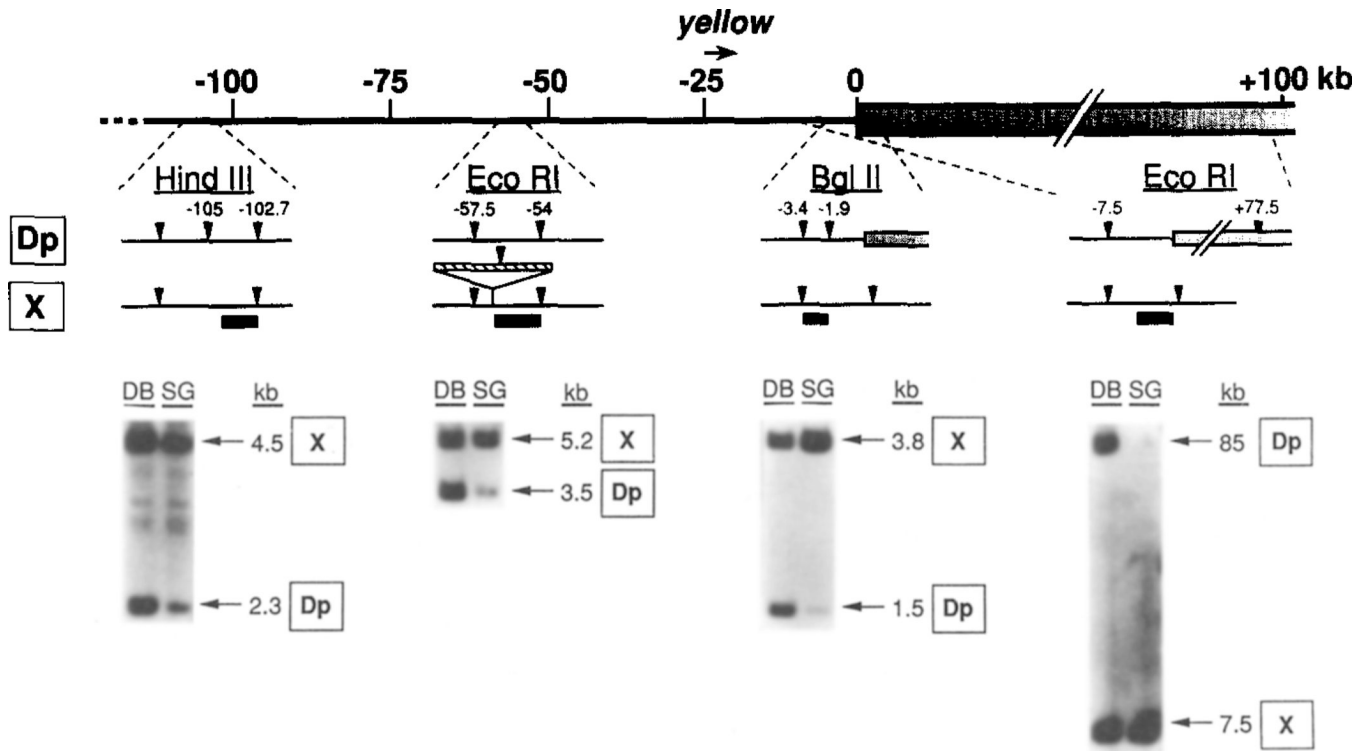 yellow
-100 -75 -50 -25 0 +100 kb
Hind III Eco RI Bgl II Eco RI
-105 -102.7 -57.5 -54 -3.4 -1.9 -7.5 +77.5
Dp
X
DB SG kb DB SG kb DB SG kb DB SG kb
4.5 X 5.2 X 3.8 X 85 Dp
3.5 Dp
2.3 Dp 1.5 Dp
7.5 X